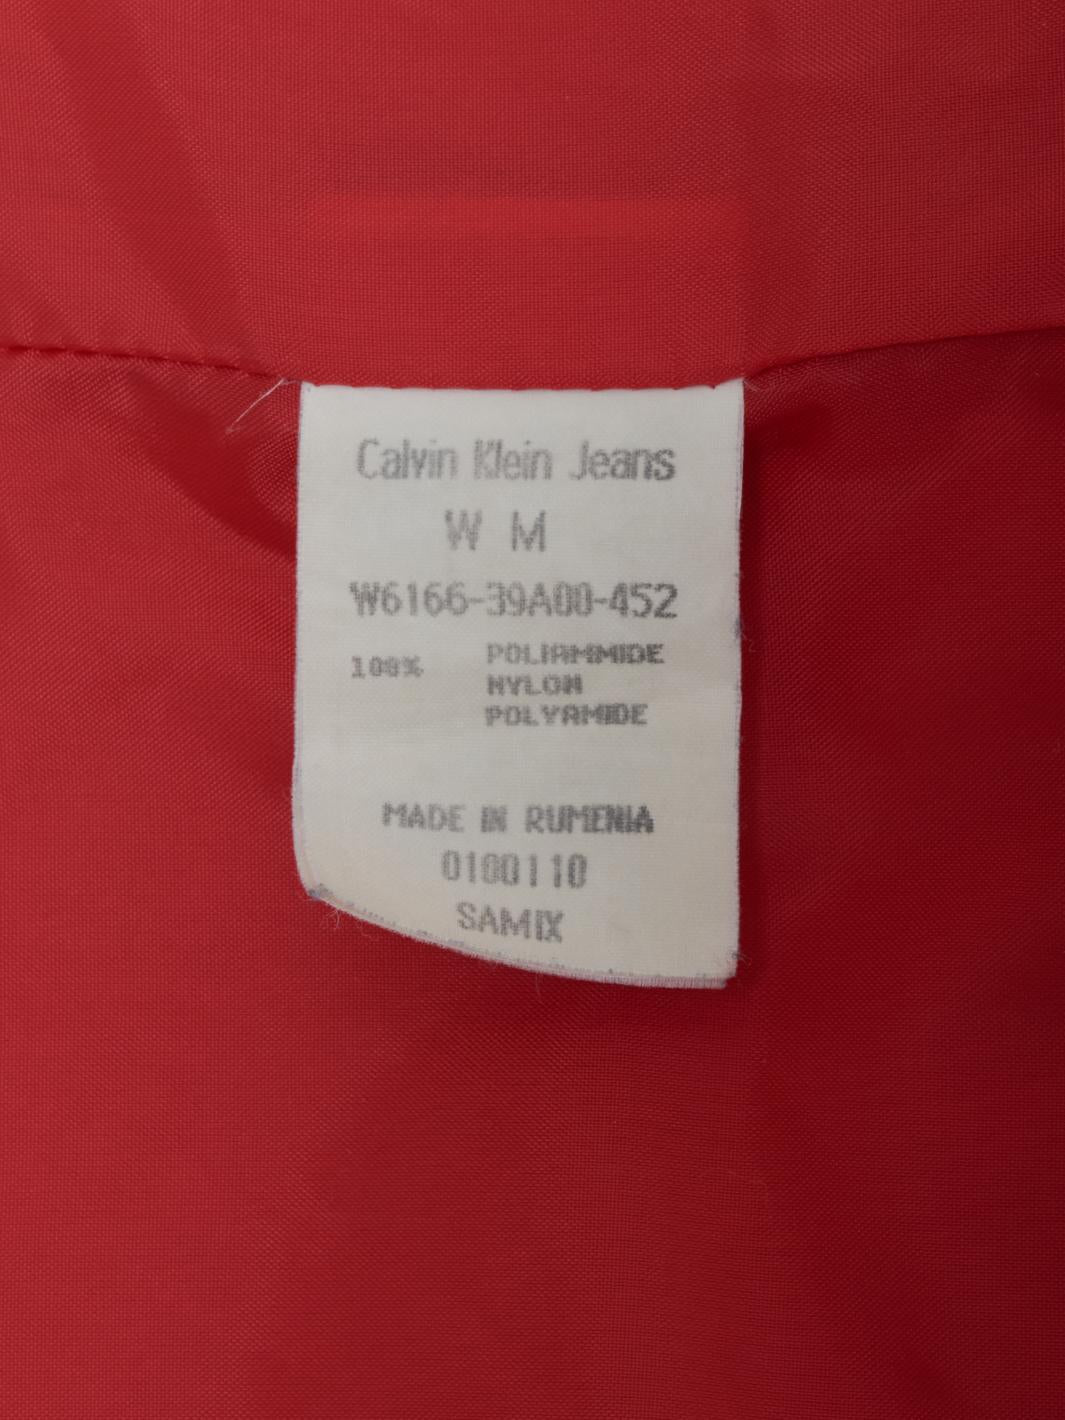 Calvin Klein Jeans
W M
W6166-39A00-452
100% POLIAMMIDE
NYLON
POLYAMIDE
MADE IN RUMENIA
0100110
SAMIX